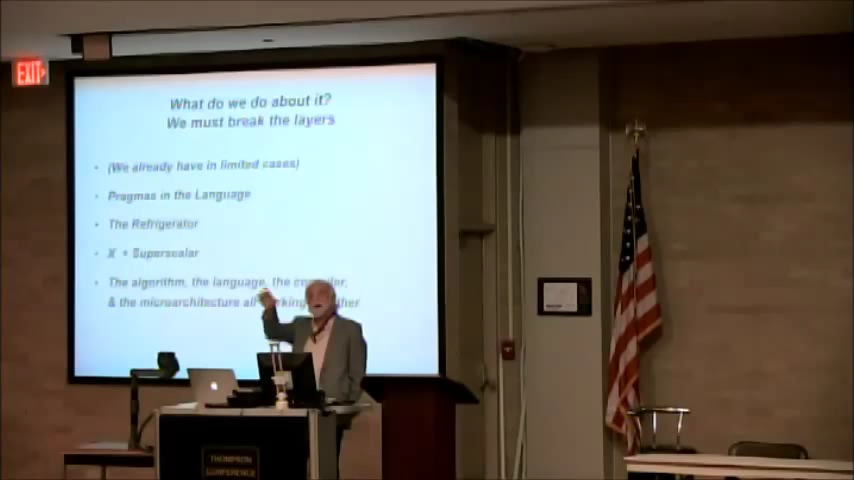 EXIT
What do we do about it?
We must break the layers
• (We already have in limited cases)
• Pragmas in the Language
• The Refrigerator
• X + Superscalar
• The algorithm, the language, the
& the microarchitecture all
THOMPSON
CONFERENCE